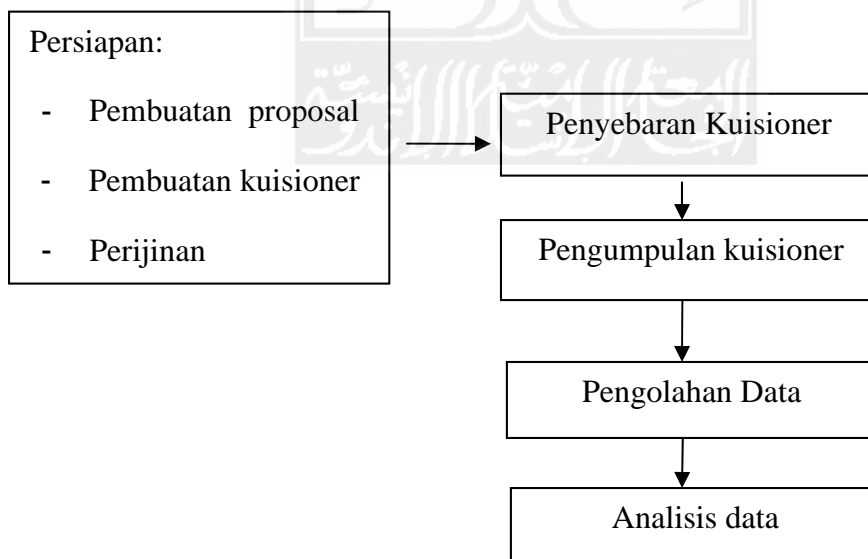 Persiapan:
- Pembuatan proposal
- Pembuatan kuisioner
- Perijinan
Penyebaran Kuisioner
Pengumpulan kuisioner
Pengolahan Data
Analisis data